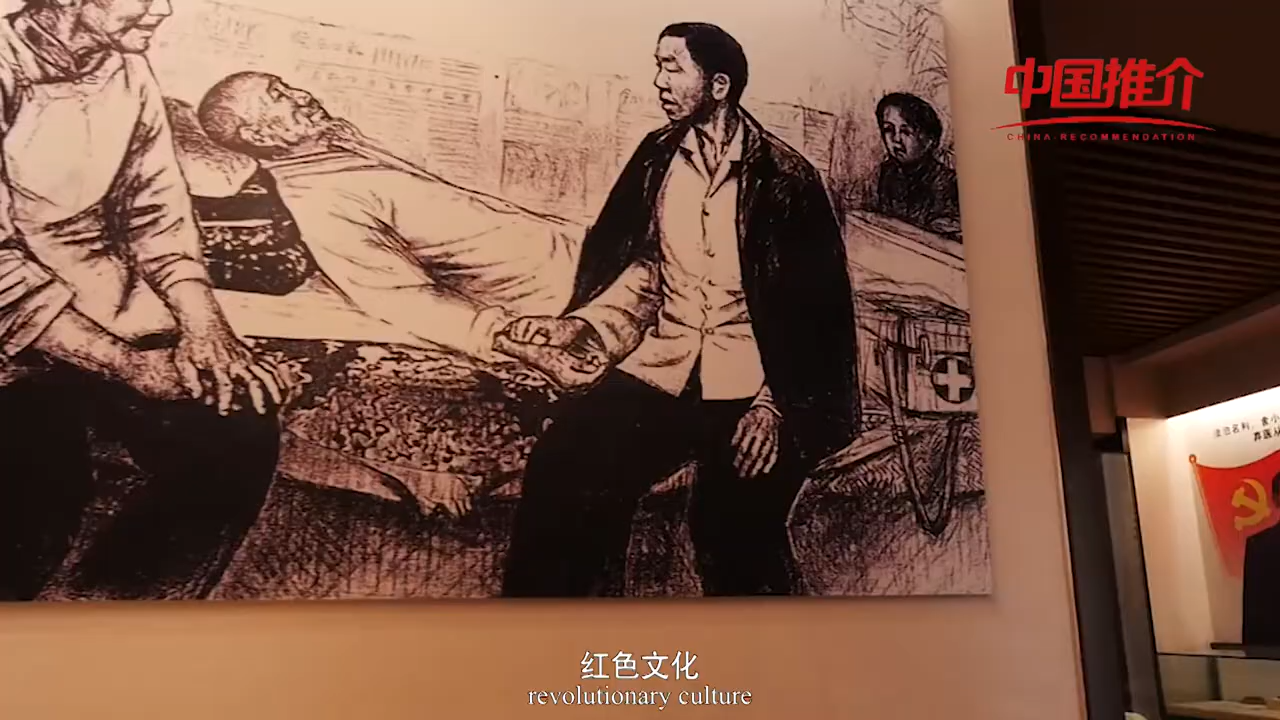 中国推介
CHINA RECOMMENDATION
红色文化
revolutionary culture